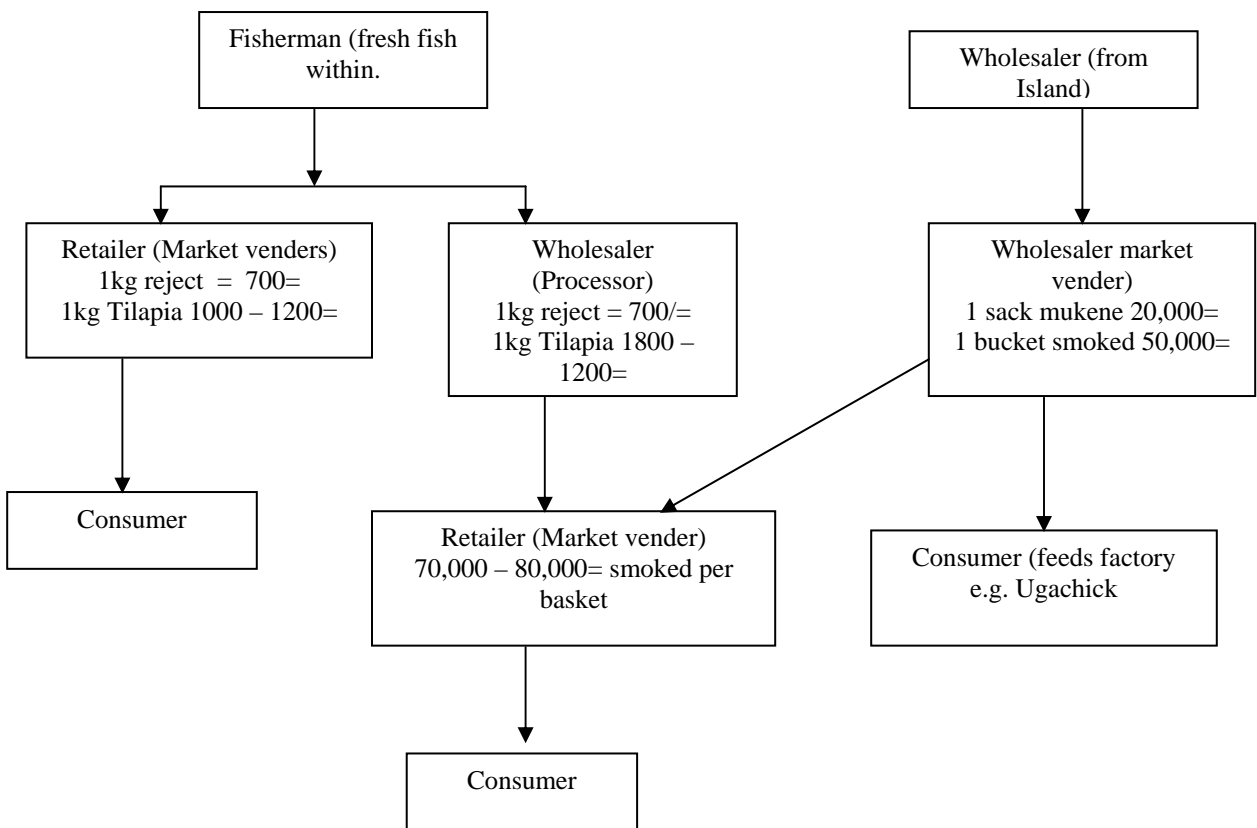 Fisherman (fresh fish
within.
Wholesaler (from
Island)
Retailer (Market venders)
1kg reject = 700=
1kg Tilapia 1000 – 1200=
Wholesaler
(Processor)
1kg reject = 700/=
1kg Tilapia 1800 –
1200=
Wholesaler market
vender)
1 sack mukene 20,000=
1 bucket smoked 50,000=
Consumer
Retailer (Market vender)
70,000 – 80,000= smoked per
basket
Consumer (feeds factory
e.g. Ugachick
Consumer